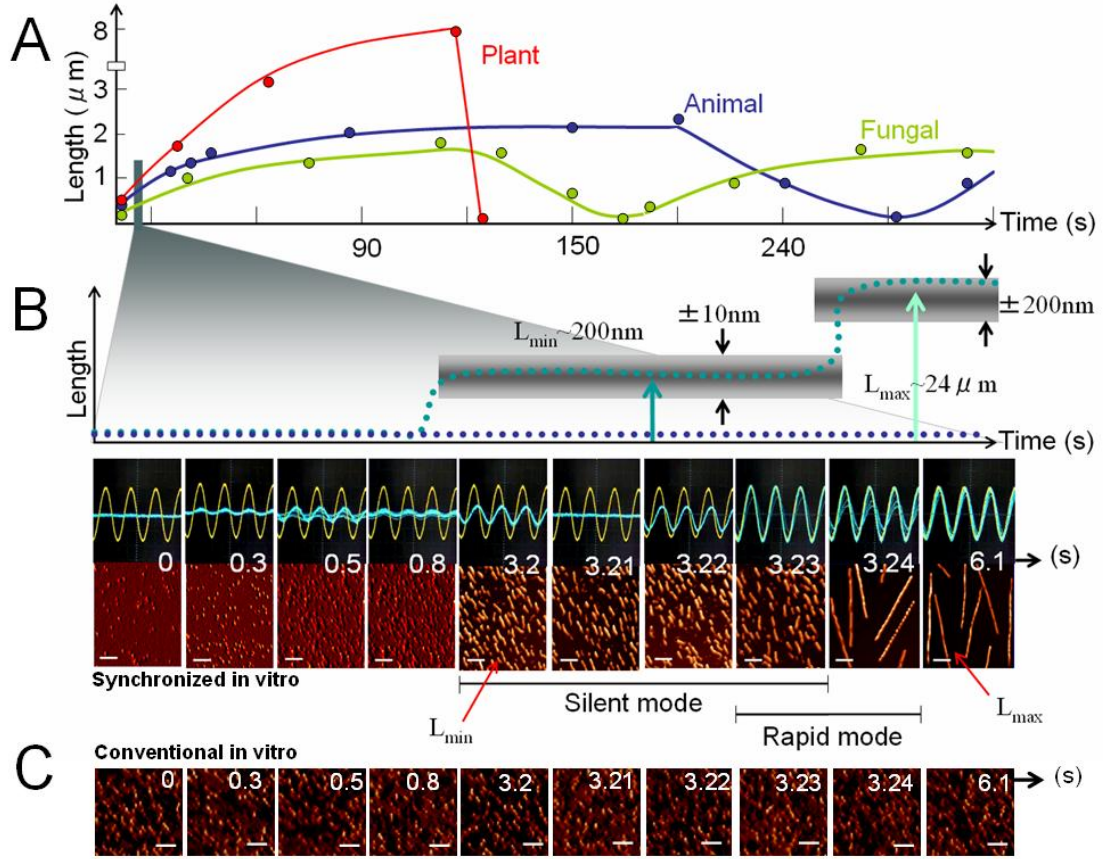 A
Length (μm)
8
3
2
1
Plant
Animal
Fungal
Time (s)
90
150
240
B
Length
Lmin~200nm
±10nm
±200nm
Lmax~24μm
Time (s)
0
0.3
0.5
0.8
3.2
3.21
3.22
3.23
3.24
6.1
(s)
Synchronized in vitro
Silent mode
Lmin
Rapid mode
Lmax
C
Conventional in vitro
0
0.3
0.5
0.8
3.2
3.21
3.22
3.23
3.24
6.1
(s)